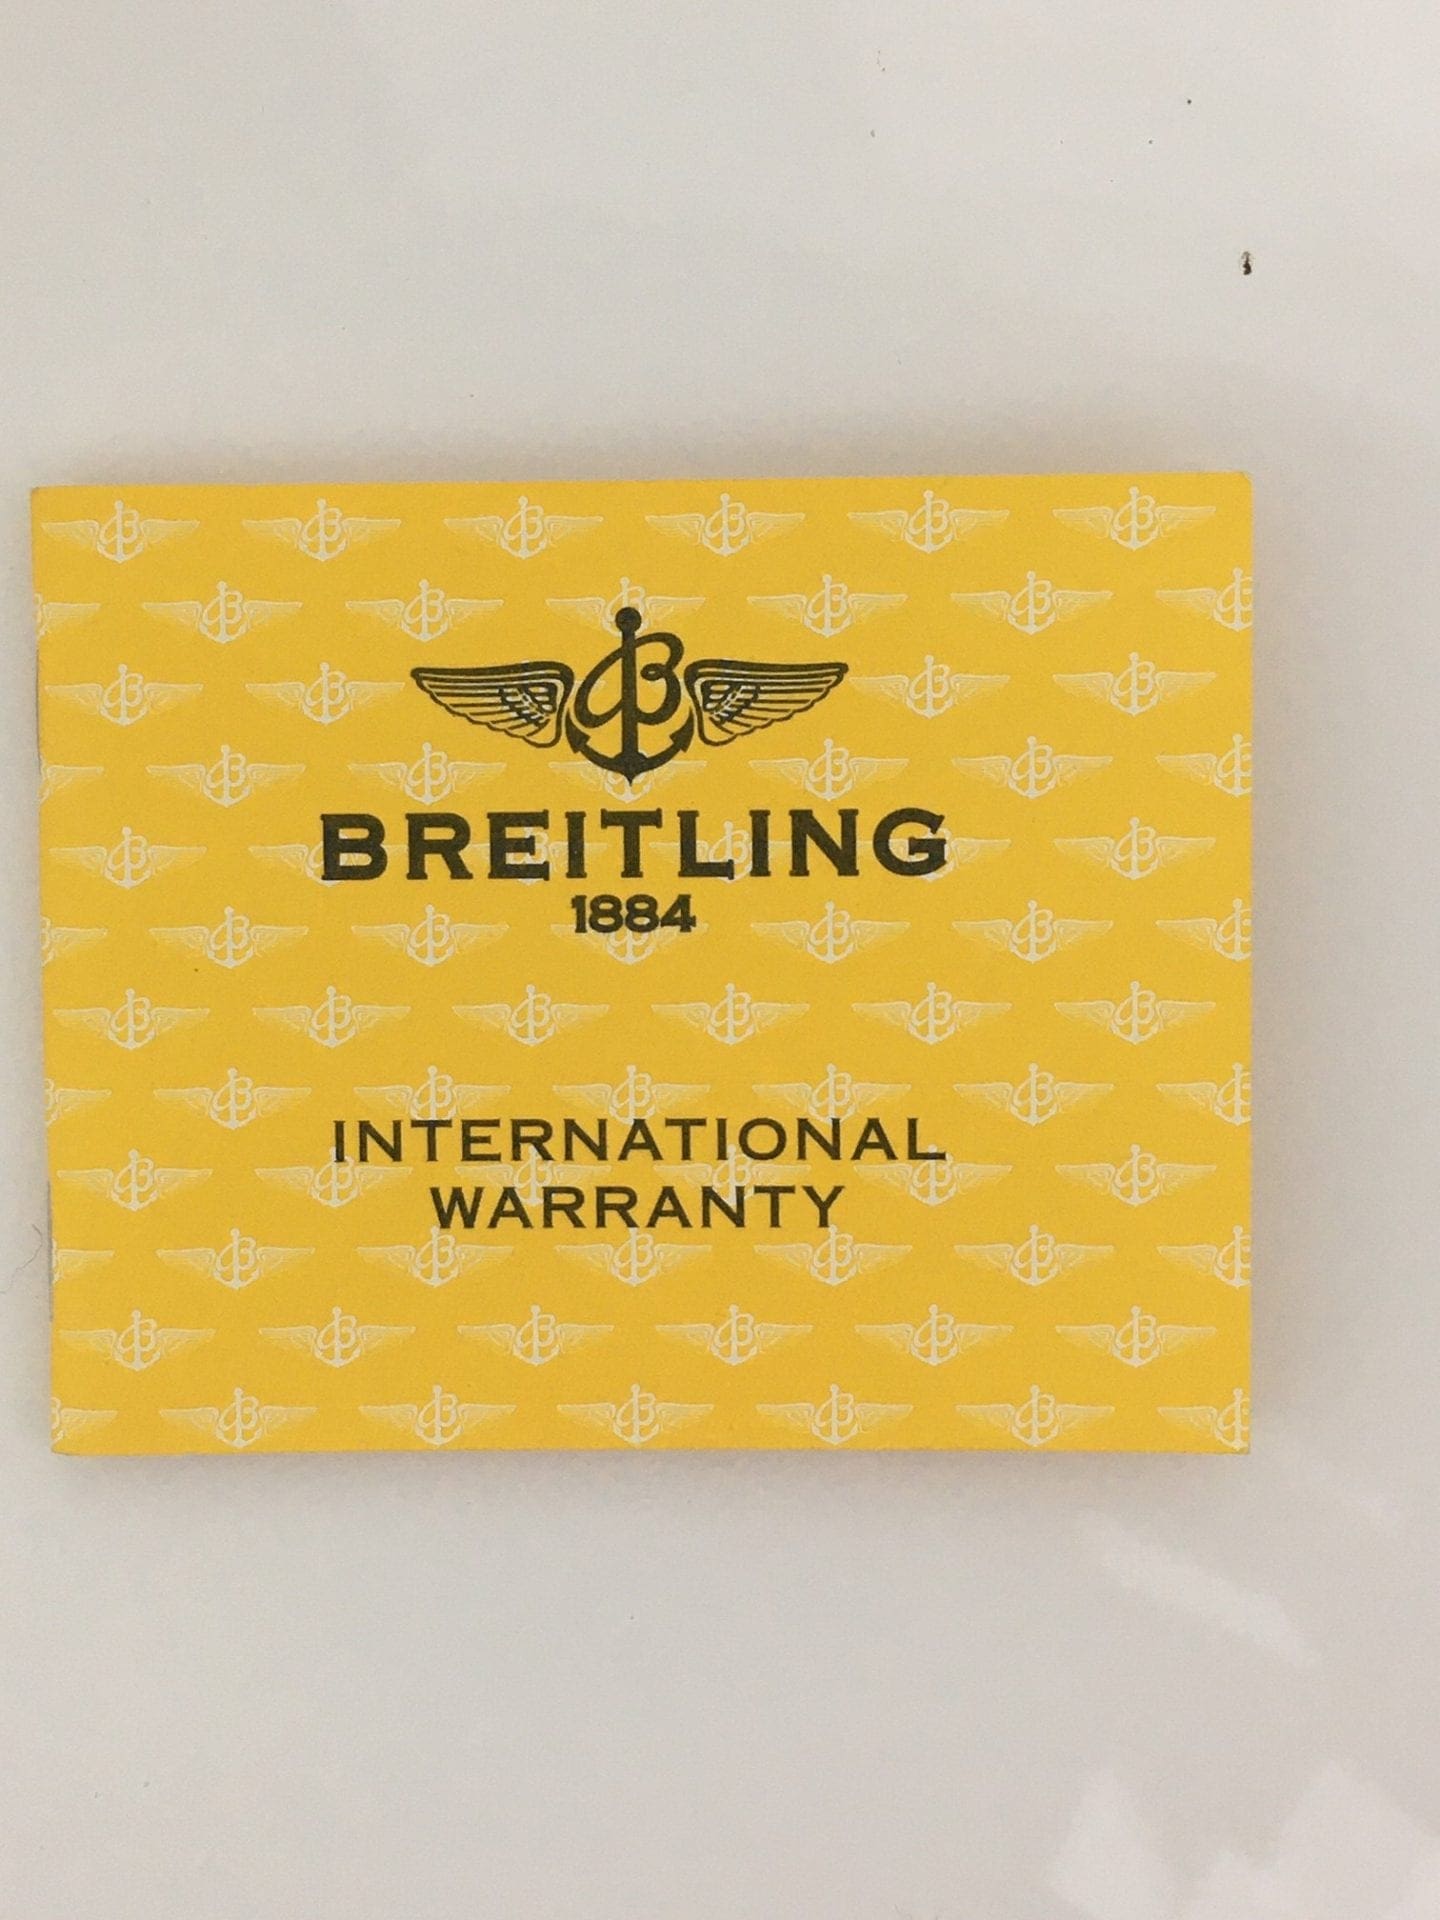 BREITLING
1884
INTERNATIONAL
WARRANTY